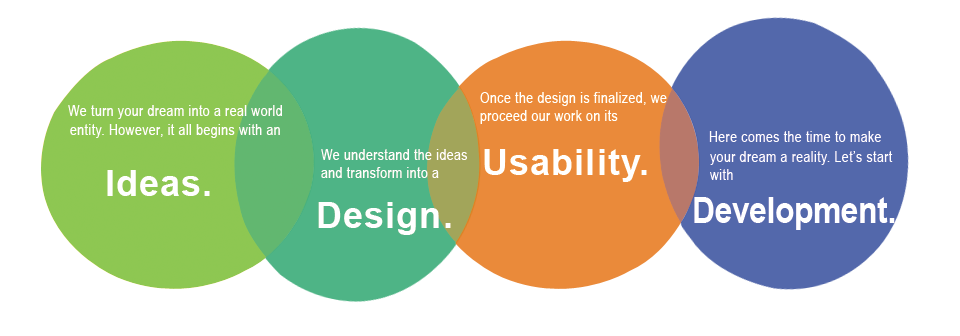 We turn your dream into a real world
entity. However, it all begins with an
Ideas.
We understand the ideas
and transform into a
Design.
Once the design is finalized, we
proceed our work on its
Usability.
Here comes the time to make
your dream a reality. Let's start
with
Development.